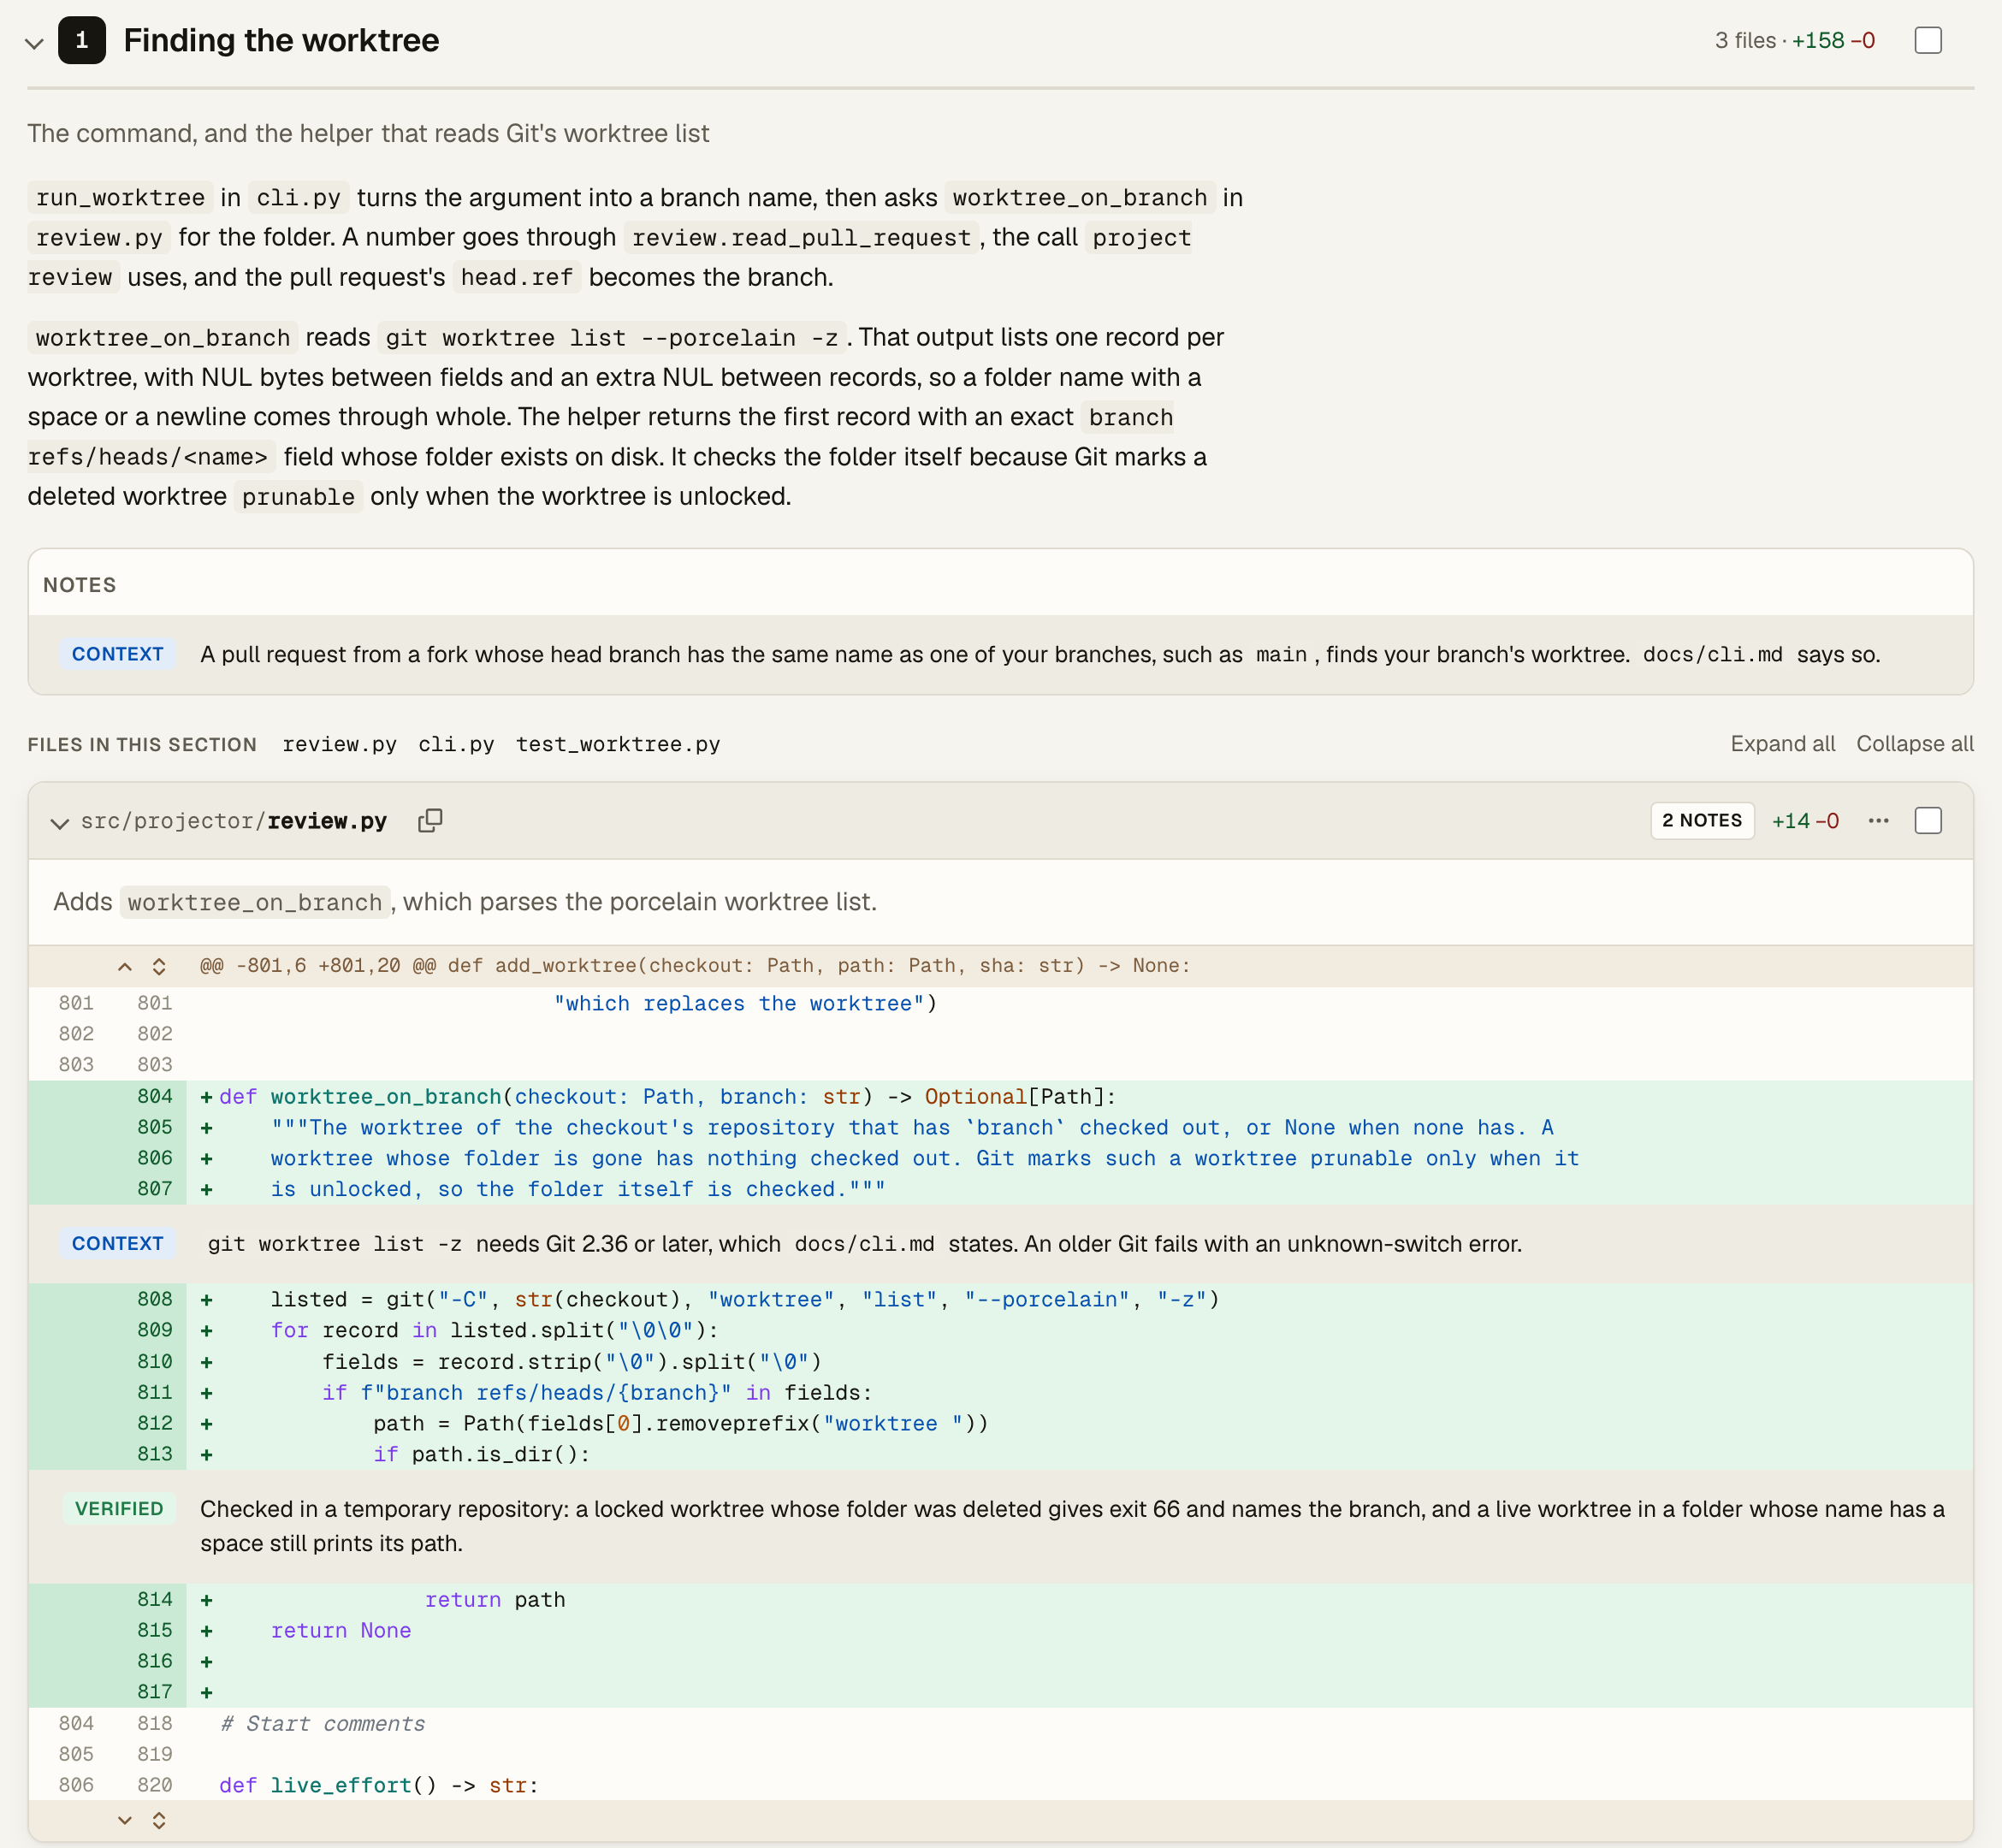 1 Finding the worktree 3 files · +158 −0
The command, and the helper that reads Git's worktree list
run_worktree in cli.py turns the argument into a branch name, then asks worktree_on_branch in
review.py for the folder. A number goes through review.read_pull_request, the call project
review uses, and the pull request's head.ref becomes the branch.
worktree_on_branch reads git worktree list --porcelain -z. That output lists one record per
worktree, with NUL bytes between fields and an extra NUL between records, so a folder name with a
space or a newline comes through whole. The helper returns the first record with an exact branch
refs/heads/<name> field whose folder exists on disk. It checks the folder itself because Git marks a
deleted worktree prunable only when the worktree is unlocked.
NOTES
CONTEXT A pull request from a fork whose head branch has the same name as one of your branches, such as main, finds your branch's worktree. docs/cli.md says so.
FILES IN THIS SECTION review.py cli.py test_worktree.py Expand all Collapse all
src/projector/review.py 2 NOTES +14 −0 ···
Adds worktree_on_branch, which parses the porcelain worktree list.
@@ -801,6 +801,20 @@ def add_worktree(checkout: Path, path: Path, sha: str) -> None:
801 801 "which replaces the worktree")
802 802
803 803
804 +def worktree_on_branch(checkout: Path, branch: str) -> Optional[Path]:
805 + """The worktree of the checkout's repository that has `branch` checked out, or None when none has. A
806 + worktree whose folder is gone has nothing checked out. Git marks such a worktree prunable only when it
807 + is unlocked, so the folder itself is checked."""
CONTEXT git worktree list -z needs Git 2.36 or later, which docs/cli.md states. An older Git fails with an unknown-switch error.
808 + listed = git("-C", str(checkout), "worktree", "list", "--porcelain", "-z")
809 + for record in listed.split("\0\0"):
810 + fields = record.strip("\0").split("\0")
811 + if f"branch refs/heads/{branch}" in fields:
812 + path = Path(fields[0].removeprefix("worktree "))
813 + if path.is_dir():
VERIFIED Checked in a temporary repository: a locked worktree whose folder was deleted gives exit 66 and names the branch, and a live worktree in a folder whose name has a
space still prints its path.
814 + return path
815 + return None
816 +
817 +
804 818 # Start comments
805 819
806 820 def live_effort() -> str: